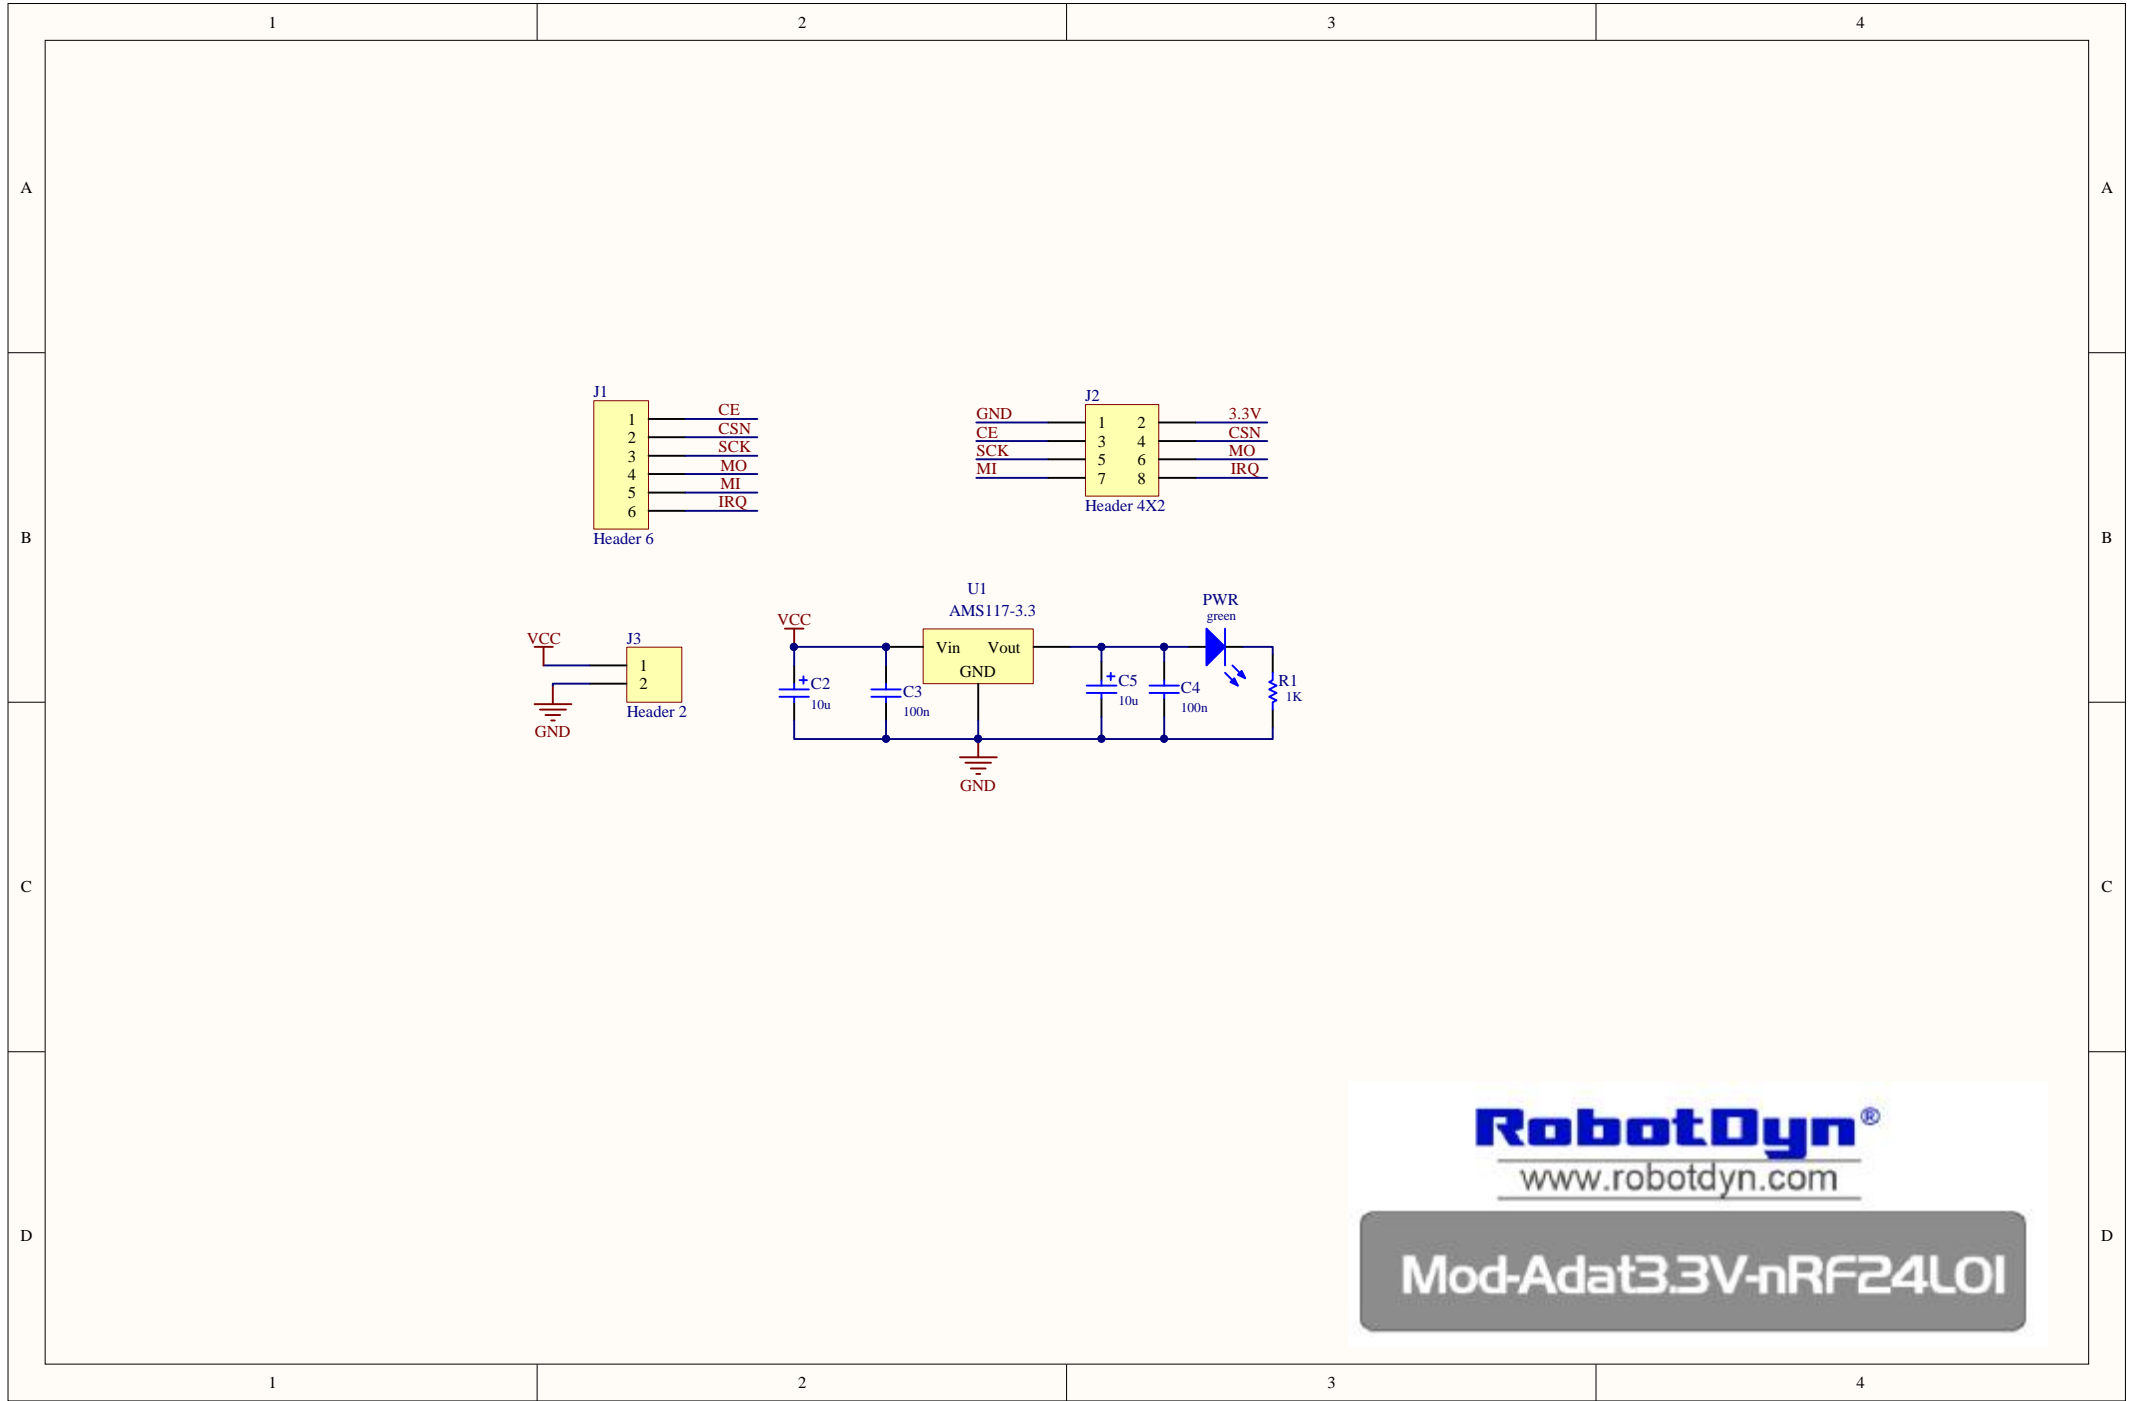 1 2 3 4
A A
J1
1 CE
2 CSN
3 SCK
4 MO
5 MI
6 IRQ
Header 6
J2
GND 1 2 3.3V
CE 3 4 CSN
SCK 5 6 MO
MI 7 8 IRQ
Header 4X2
B B
VCC
J3
1
2
Header 2
GND
U1
AMS117-3.3
VCC
Vin Vout
GND
C2
10u
C3
100n
C5
10u
C4
100n
PWR
green
R1
1K
GND
C C
RobotDyn®
www.robotdyn.com
Mod-Adat3.3V-nRF24L01
D D
1 2 3 4